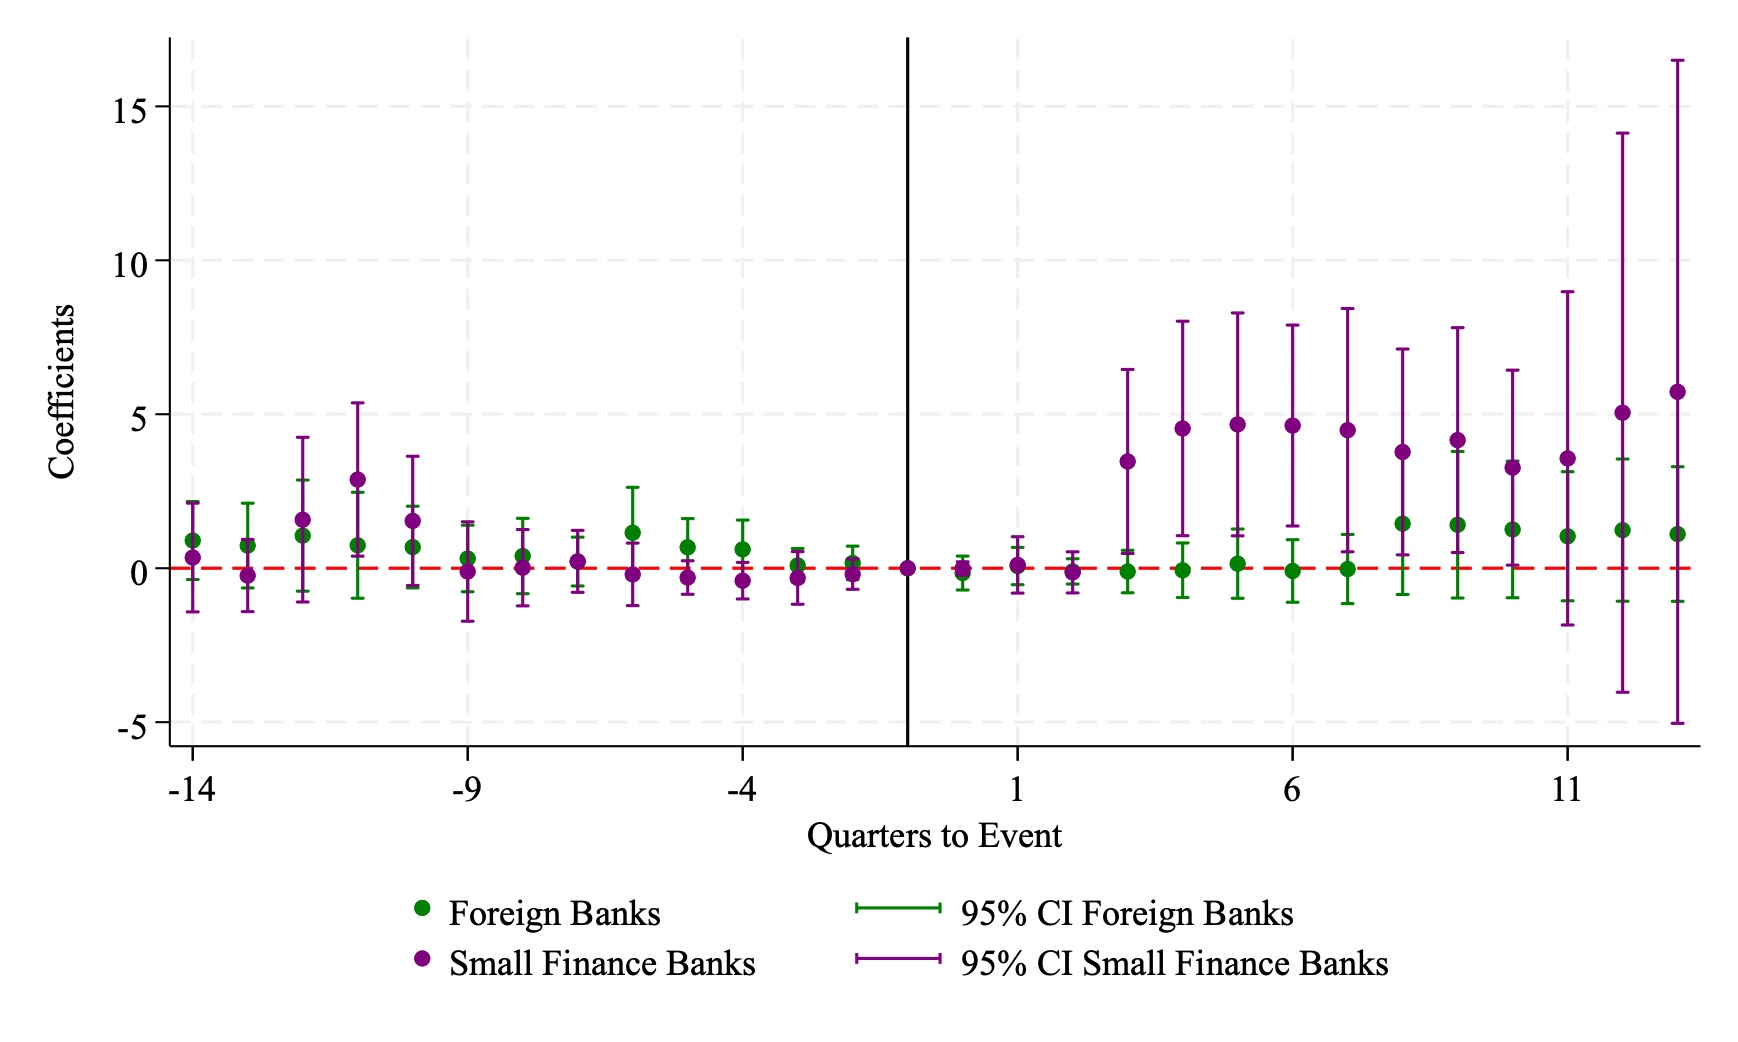 15
10
5
0
-5
Coefficients
-14 -9 -4 1 6 11
Quarters to Event
Foreign Banks 95% CI Foreign Banks
Small Finance Banks 95% CI Small Finance Banks